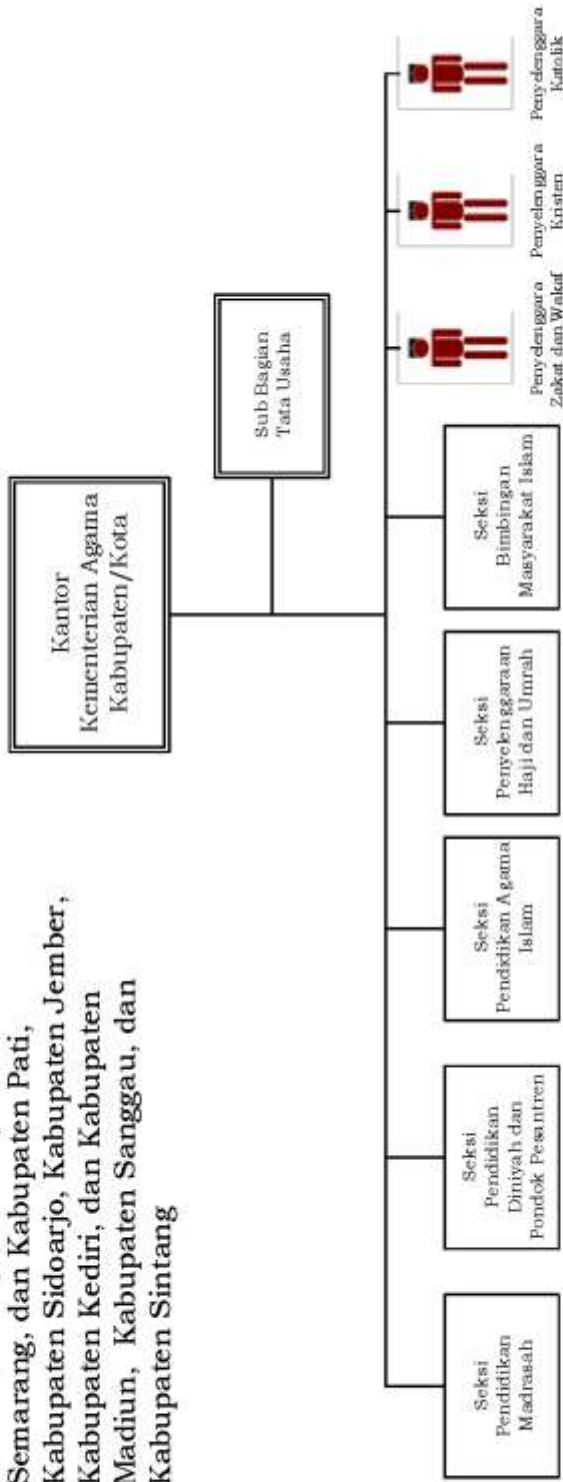 Semarang, dan Kabupaten Pati,
Kabupaten Sidoarjo, Kabupaten Jember,
Kabupaten Kediri, dan Kabupaten
Madiun, Kabupaten Sanggau, dan
Kabupaten Sintang
Kantor
Kementerian Agama
Kabupaten/Kota
Sub Bagian
Tata Usaha
Seksi
Pendidikan
Madrasah
Seksi
Pendidikan
Diniyah dan
Pondok Pesantren
Seksi
Pendidikan Agama
Islam
Seksi
Penyelenggaraan
Haji dan Umrah
Seksi
Bimbingan
Masyarakat Islam
Penyelenggara
Zakat dan Wakaf
Penyelenggara
Kristen
Penyelenggara
Katolik